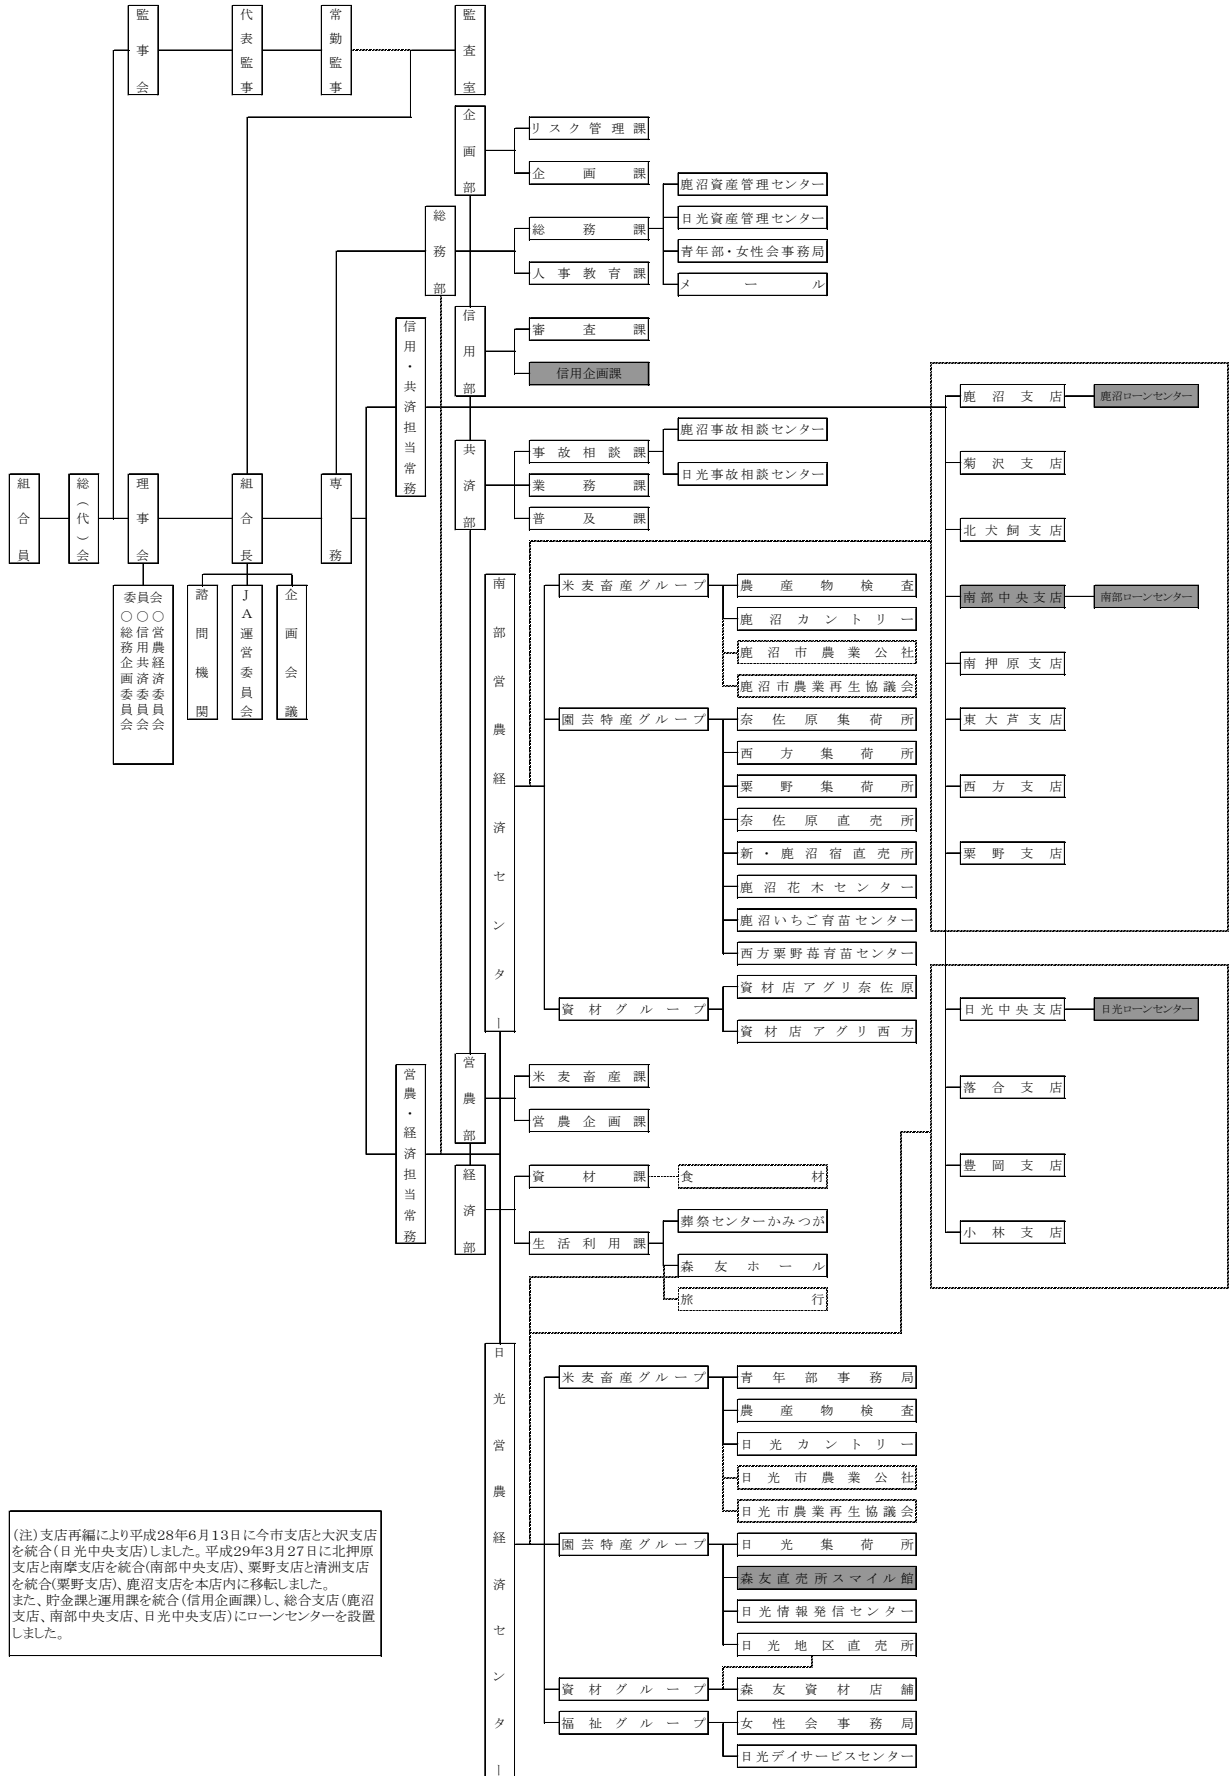 監事会
代表監事
常勤監事
監査室
企画部
リスク管理課
企画課
総務部
総務課
鹿沼資産管理センター
日光資産管理センター
青年部・女性会事務局
メール
人事教育課
信用・共済担当常務
信用部
審査課
信用企画課
共済部
事故相談課
鹿沼事故相談センター
日光事故相談センター
業務課
普及課
組合員
総(代)会
理事会
組合長
専務
委員会
○営農経済委員会
○信用共済委員会
○総務企画委員会
諮問機関
JA運営委員会
企画会議
鹿沼支店
鹿沼ローンセンター
菊沢支店
北犬飼支店
南部中央支店
南部ローンセンター
南押原支店
東大芦支店
西方支店
粟野支店
日光中央支店
日光ローンセンター
落合支店
豊岡支店
小林支店
南部営農経済センター
米麦畜産グループ
農産物検査
鹿沼カントリー
鹿沼市農業公社
鹿沼市農業再生協議会
園芸特産グループ
奈佐原集荷所
西方集荷所
粟野集荷所
奈佐原直売所
新・鹿沼宿直売所
鹿沼花木センター
鹿沼いちご育苗センター
西方粟野苺育苗センター
資材グループ
資材店アグリ奈佐原
資材店アグリ西方
営農・経済担当常務
営農部
米麦畜産課
営農企画課
経済部
資材課
食材
生活利用課
葬祭センターかみつが
森友ホール
旅行
日光営農経済センター
米麦畜産グループ
青年部事務局
農産物検査
日光カントリー
日光市農業公社
日光市農業再生協議会
園芸特産グループ
日光集荷所
森友直売所スマイル館
日光情報発信センター
日光地区直売所
資材グループ
森友資材店舗
福祉グループ
女性会事務局
日光デイサービスセンター
(注)支店再編により平成28年6月13日に今市支店と大沢支店
を統合(日光中央支店)しました。平成29年3月27日に北押原
支店と南摩支店を統合(南部中央支店)、粟野支店と清洲支店
を統合(粟野支店)、鹿沼支店を本店内に移転しました。
また、貯金課と運用課を統合(信用企画課)し、総合支店(鹿沼
支店、南部中央支店、日光中央支店)にローンセンターを設置
しました。